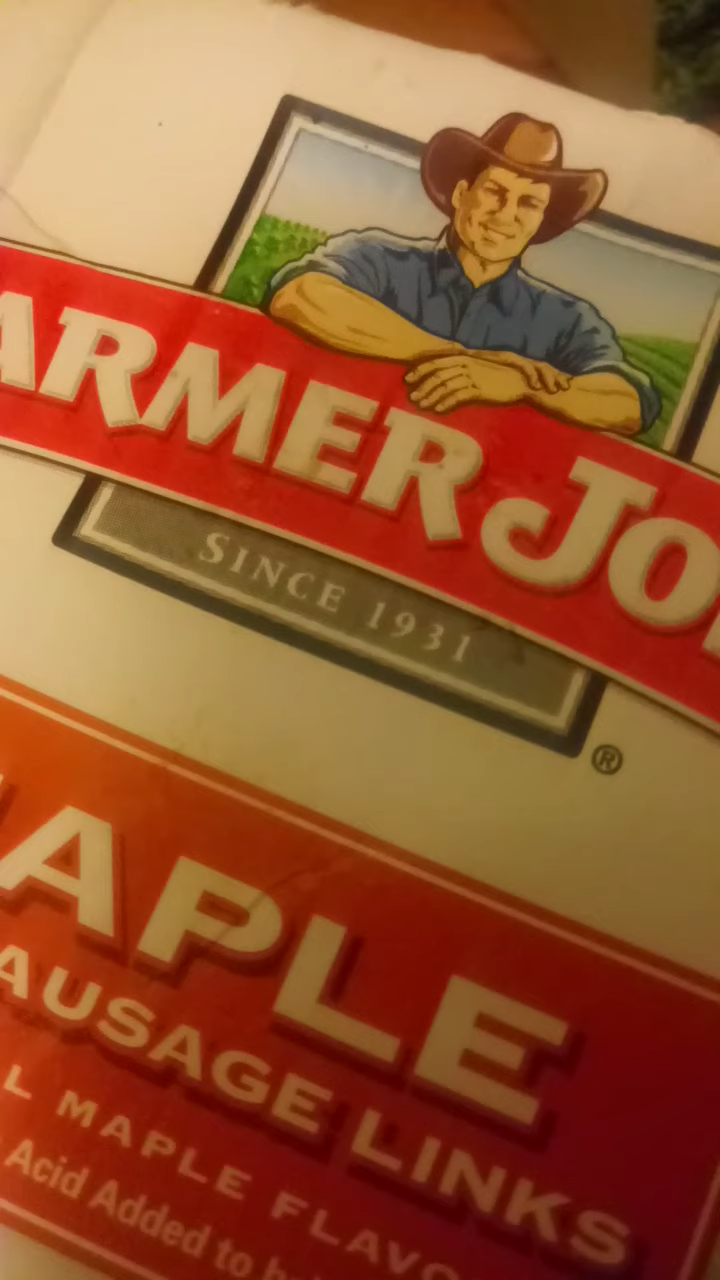 ARMER JO
SINCE 1931
®
APLE
AUSAGE LINKS
L MAPLE FLAVO
Acid Added to